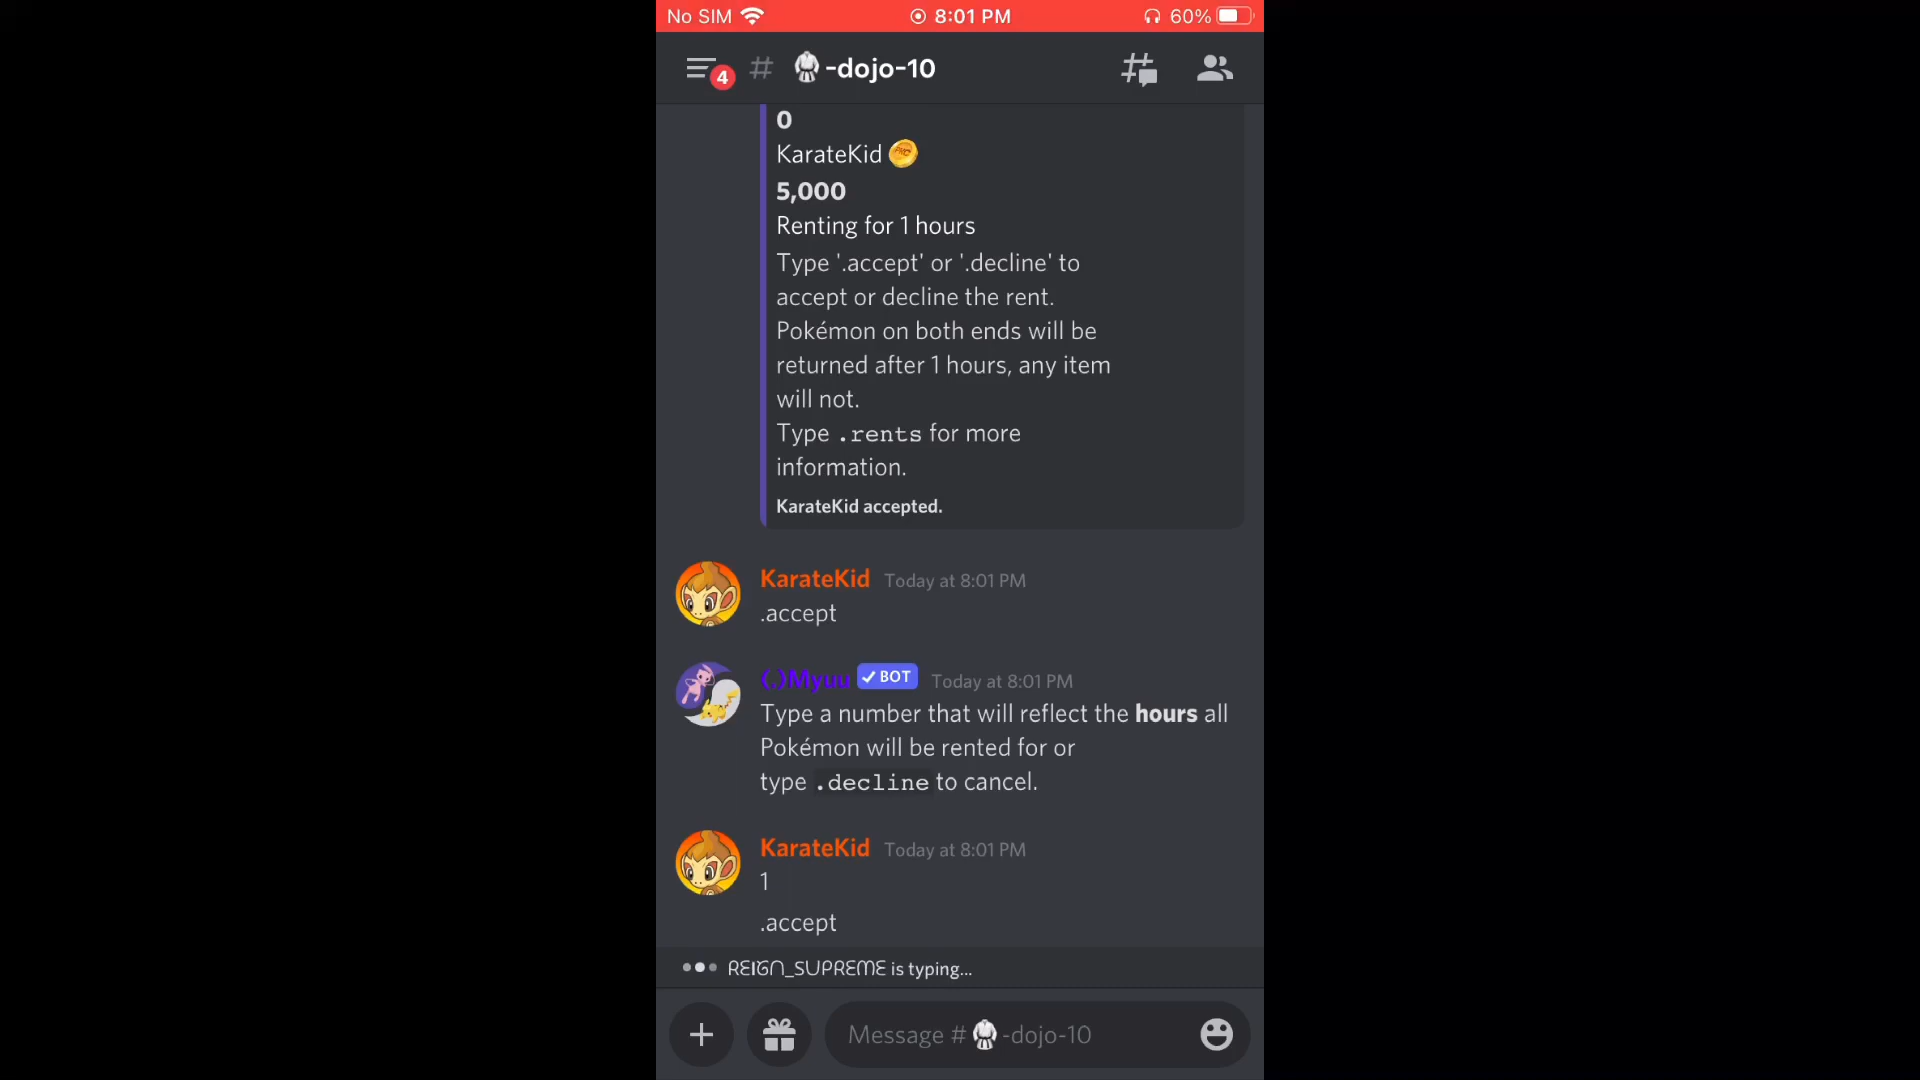 No SIM 8:01 PM 60%
4 # -dojo-10
0
KarateKid
5,000
Renting for 1 hours
Type '.accept' or '.decline' to
accept or decline the rent.
Pokémon on both ends will be
returned after 1 hours, any item
will not.
Type .rents for more
information.
KarateKid accepted.
KarateKid Today at 8:01 PM
.accept
(.)Myuu BOT Today at 8:01 PM
Type a number that will reflect the hours all
Pokémon will be rented for or
type .decline to cancel.
KarateKid Today at 8:01 PM
1
.accept
REIGN_SUPREME is typing...
Message # -dojo-10